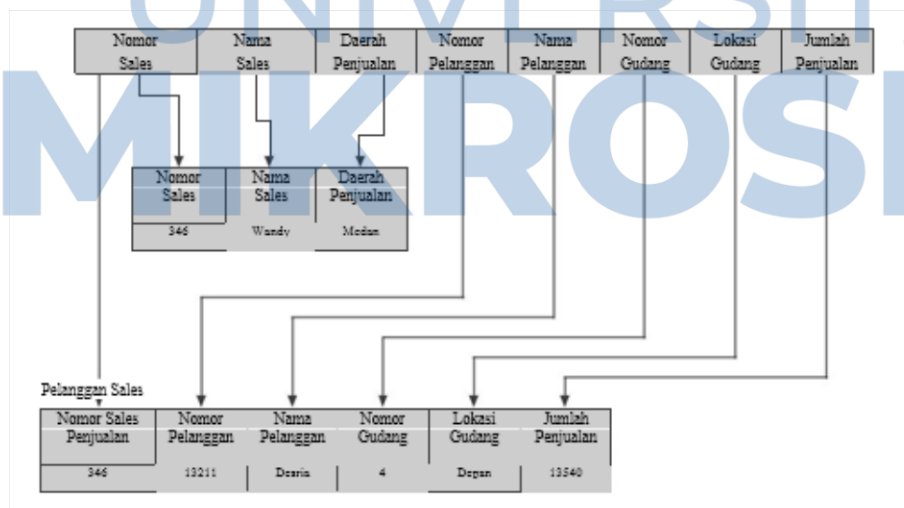 UNIVERSIT
MIKROSI
Nomor Sales
Nama Sales
Daerah Penjualan
Nomor Pelanggan
Nama Pelanggan
Nomor Gudang
Lokasi Gudang
Jumlah Penjualan
Nomor Sales
Nama Sales
Daerah Penjualan
346
Wandy
Medan
Pelanggan Sales
Nomor Sales Penjualan
Nomor Pelanggan
Nama Pelanggan
Nomor Gudang
Lokasi Gudang
Jumlah Penjualan
346
13211
4
Depan
13540